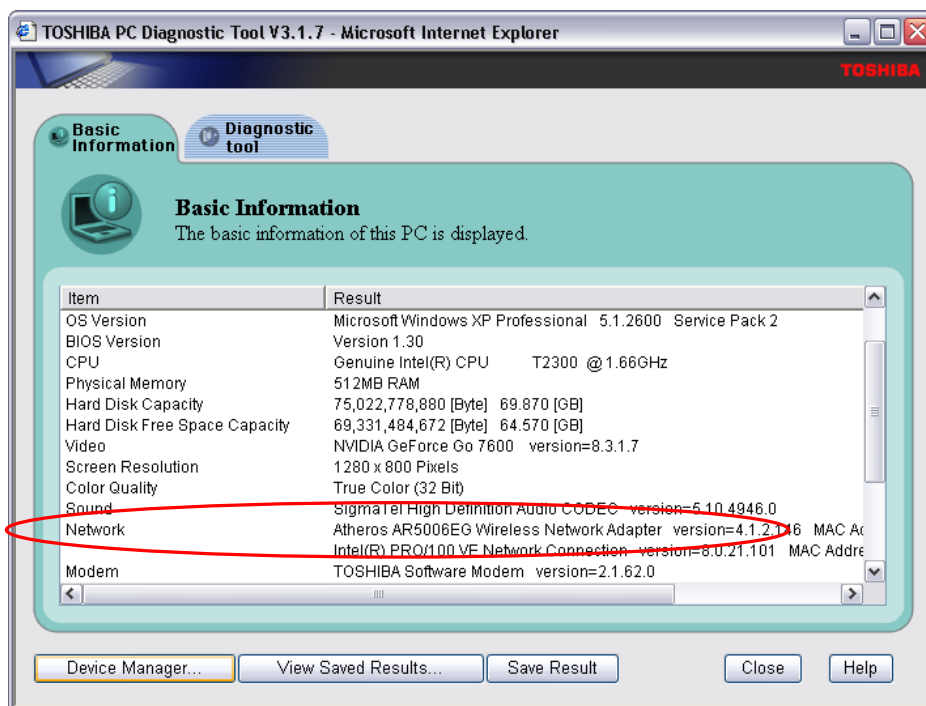 TOSHIBA PC Diagnostic Tool V3.1.7 - Microsoft Internet Explorer
TOSHIBA
Basic
Information
Diagnostic
tool
Basic Information
The basic information of this PC is displayed.
Item Result
OS Version Microsoft Windows XP Professional 5.1.2600 Service Pack 2
BIOS Version Version 1.30
CPU Genuine Intel(R) CPU T2300 @ 1.66GHz
Physical Memory 512MB RAM
Hard Disk Capacity 75,022,778,880 [Byte] 69.870 [GB]
Hard Disk Free Space Capacity 69,331,484,672 [Byte] 64.570 [GB]
Video NVIDIA GeForce Go 7600 version=8.3.1.7
Screen Resolution 1280 x 800 Pixels
Color Quality True Color (32 Bit)
Sound SigmaTel High Definition Audio CODEC version=5.10.4946.0
Network Atheros AR5006EG Wireless Network Adapter version=4.1.2.146 MAC Ad
Intel(R) PRO/100 VE Network Connection version=8.0.21.101 MAC Addre
Modem TOSHIBA Software Modem version=2.1.62.0
Device Manager... View Saved Results... Save Result Close Help